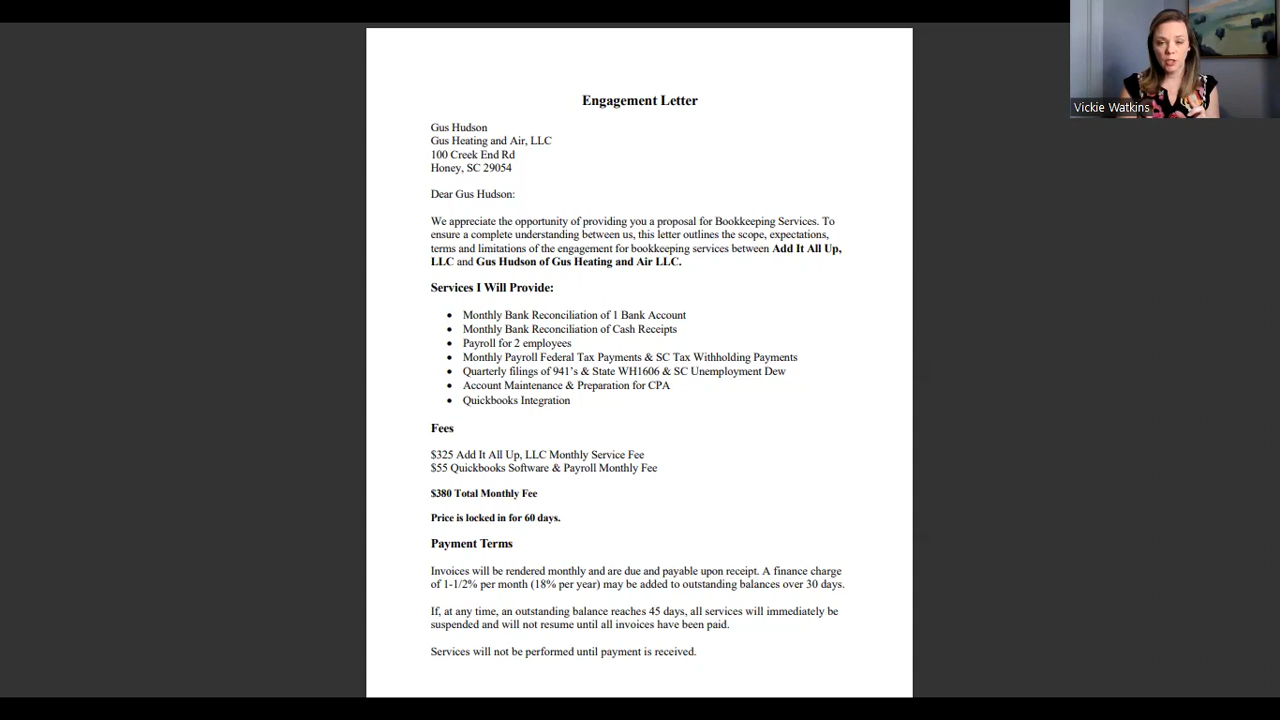 Engagement Letter
Gus Hudson
Gus Heating and Air, LLC
100 Creek End Rd
Honey, SC 29054
Dear Gus Hudson:
We appreciate the opportunity of providing you a proposal for Bookkeeping Services. To
ensure a complete understanding between us, this letter outlines the scope, expectations,
terms and limitations of the engagement for bookkeeping services between Add It All Up,
LLC and Gus Hudson of Gus Heating and Air LLC.
Services I Will Provide:
• Monthly Bank Reconciliation of 1 Bank Account
• Monthly Bank Reconciliation of Cash Receipts
• Payroll for 2 employees
• Monthly Payroll Federal Tax Payments & SC Tax Withholding Payments
• Quarterly filings of 941's & State WH1606 & SC Unemployment Dew
• Account Maintenance & Preparation for CPA
• Quickbooks Integration
Fees
$325 Add It All Up, LLC Monthly Service Fee
$55 Quickbooks Software & Payroll Monthly Fee
$380 Total Monthly Fee
Price is locked in for 60 days.
Payment Terms
Invoices will be rendered monthly and are due and payable upon receipt. A finance charge
of 1-1/2% per month (18% per year) may be added to outstanding balances over 30 days.
If, at any time, an outstanding balance reaches 45 days, all services will immediately be
suspended and will not resume until all invoices have been paid.
Services will not be performed until payment is received.
Vickie Watkins